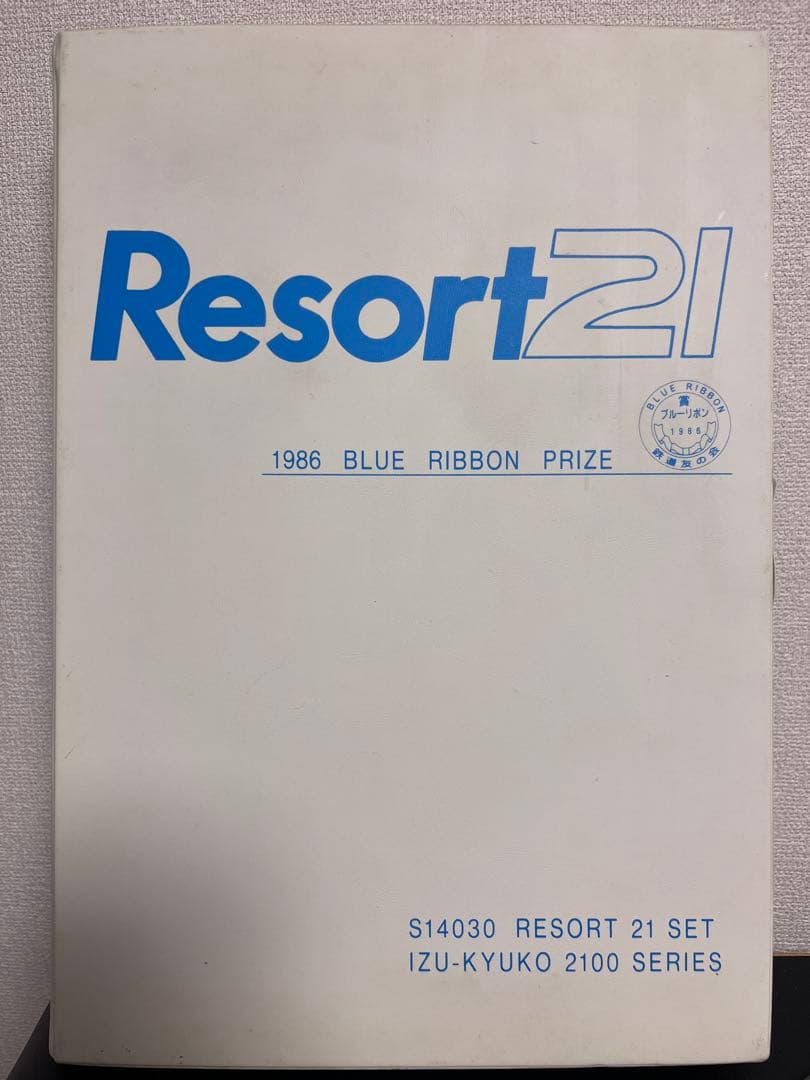 Resort21
BLUE RIBBON
賞
ブルーリボン
1986
鉄道友の会
1986 BLUE RIBBON PRIZE
S14030 RESORT 21 SET
IZU-KYUKO 2100 SERIES